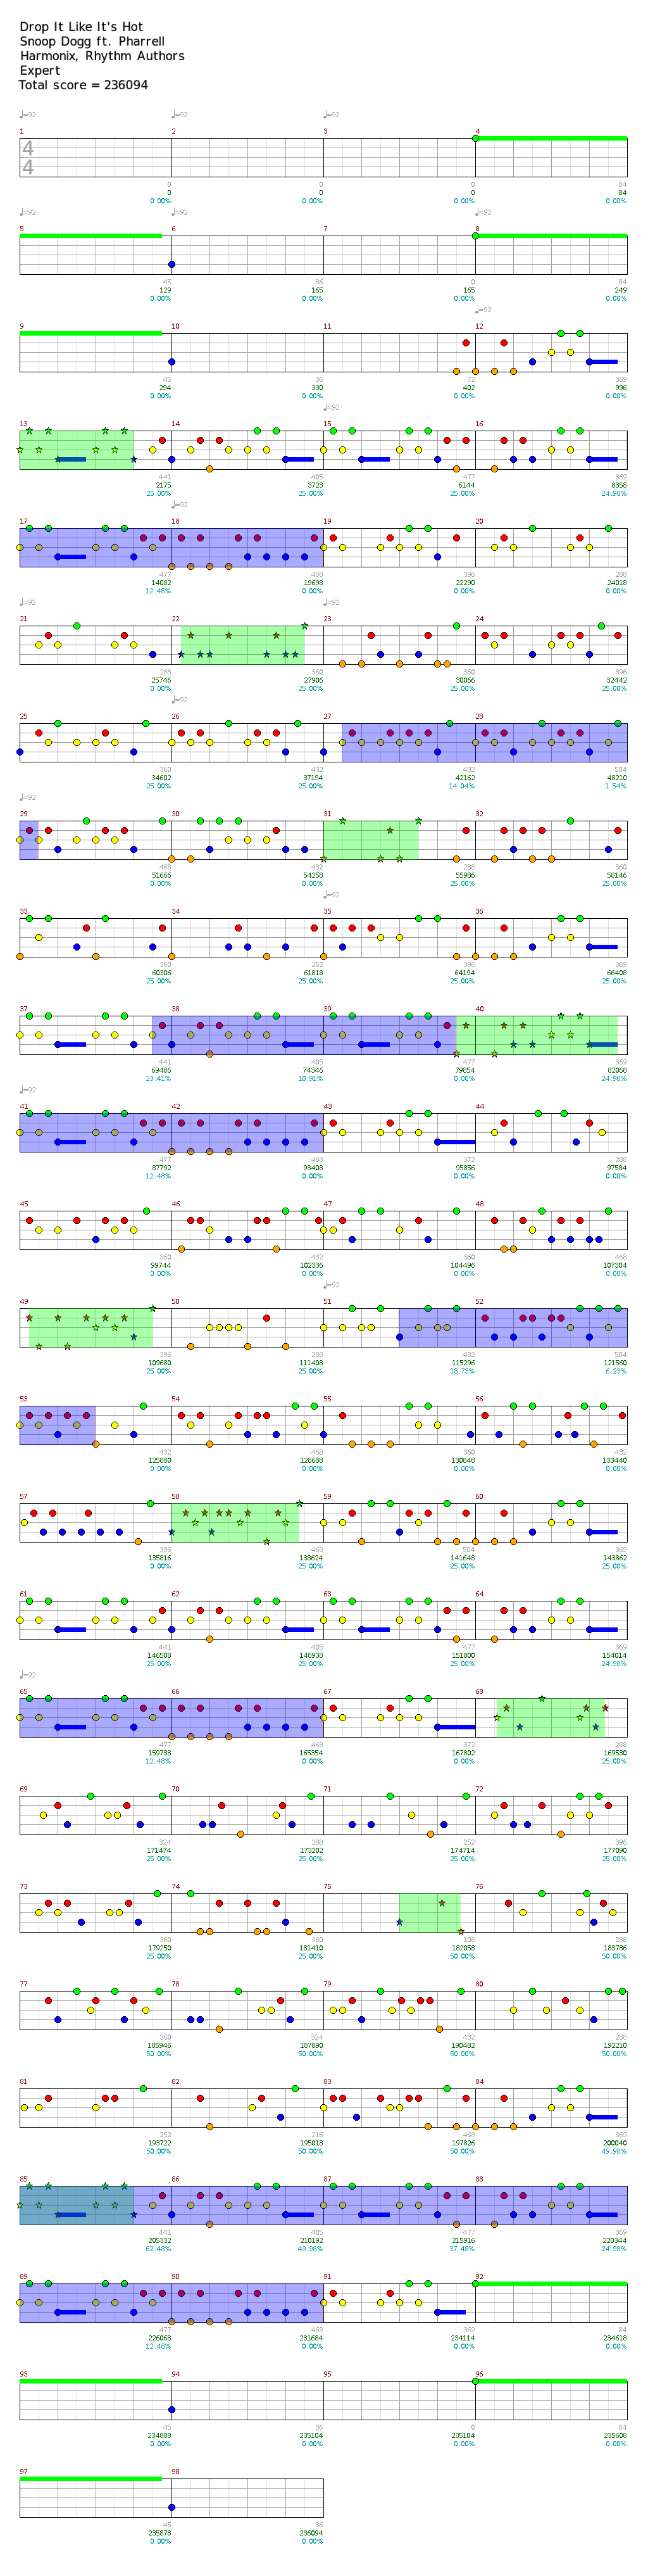 Drop It Like It's Hot
Snoop Dogg ft. Pharrell
Harmonix, Rhythm Authors
Expert
Total score = 236094
♩=92 ♩=92 ♩=92
1 2 3 4
4
4
0 0 0 84
0 0 0 84
0.00% 0.00% 0.00% 0.00%
♩=92 ♩=92 ♩=92
5 6 7 8
45 36 0 84
129 165 165 249
0.00% 0.00% 0.00% 0.00%
♩=92
9 10 11 12
45 36 72 369
294 330 402 996
0.00% 0.00% 0.00% 0.00%
♩=92
13 14 15 16
441 405 477 369
2175 3723 6144 8358
25.00% 25.00% 25.00% 24.98%
♩=92
17 18 19 20
477 468 396 288
14082 19698 22290 24018
12.48% 0.00% 0.00% 0.00%
♩=92 ♩=92 ♩=92
21 22 23 24
288 360 360 396
25746 27906 30066 32442
0.00% 25.00% 25.00% 25.00%
♩=92
25 26 27 28
360 432 432 504
34602 37194 42162 48210
25.00% 25.00% 14.04% 1.54%
♩=92
29 30 31 32
468 432 288 360
51666 54258 55986 58146
0.00% 0.00% 25.00% 25.00%
♩=92
33 34 35 36
360 252 396 369
60306 61818 64194 66408
25.00% 25.00% 25.00% 25.00%
37 38 39 40
441 405 477 369
69486 74346 79854 82068
23.41% 10.91% 0.00% 24.98%
♩=92
41 42 43 44
477 468 372 288
87792 93408 95856 97584
12.48% 0.00% 0.00% 0.00%
45 46 47 48
360 432 360 468
99744 102336 104496 107304
0.00% 0.00% 0.00% 0.00%
♩=92
49 50 51 52
396 288 432 504
109680 111408 115296 121560
25.00% 25.00% 18.73% 6.23%
53 54 55 56
432 468 360 432
125880 128688 130848 133440
0.00% 0.00% 0.00% 0.00%
57 58 59 60
396 468 504 369
135816 138624 141648 143862
0.00% 25.00% 25.00% 25.00%
61 62 63 64
441 405 477 369
146508 148938 151800 154014
25.00% 25.00% 25.00% 24.98%
♩=92
65 66 67 68
477 468 372 288
159738 165354 167802 169530
12.48% 0.00% 0.00% 25.00%
69 70 71 72
324 288 252 396
171474 173202 174714 177090
25.00% 25.00% 25.00% 25.00%
73 74 75 76
360 360 108 288
179250 181410 182058 183786
25.00% 25.00% 50.00% 50.00%
77 78 79 80
360 324 432 288
185946 187890 190482 192210
50.00% 50.00% 50.00% 50.00%
81 82 83 84
252 216 468 369
193722 195018 197826 200040
50.00% 50.00% 50.00% 49.98%
85 86 87 88
441 405 477 369
205332 210192 215916 220344
62.48% 49.98% 37.48% 24.98%
89 90 91 92
477 468 369 84
226068 231684 234114 234618
12.48% 0.00% 0.00% 0.00%
93 94 95 96
45 36 0 84
234888 235104 235104 235608
0.00% 0.00% 0.00% 0.00%
97 98
45 36
235878 236094
0.00% 0.00%